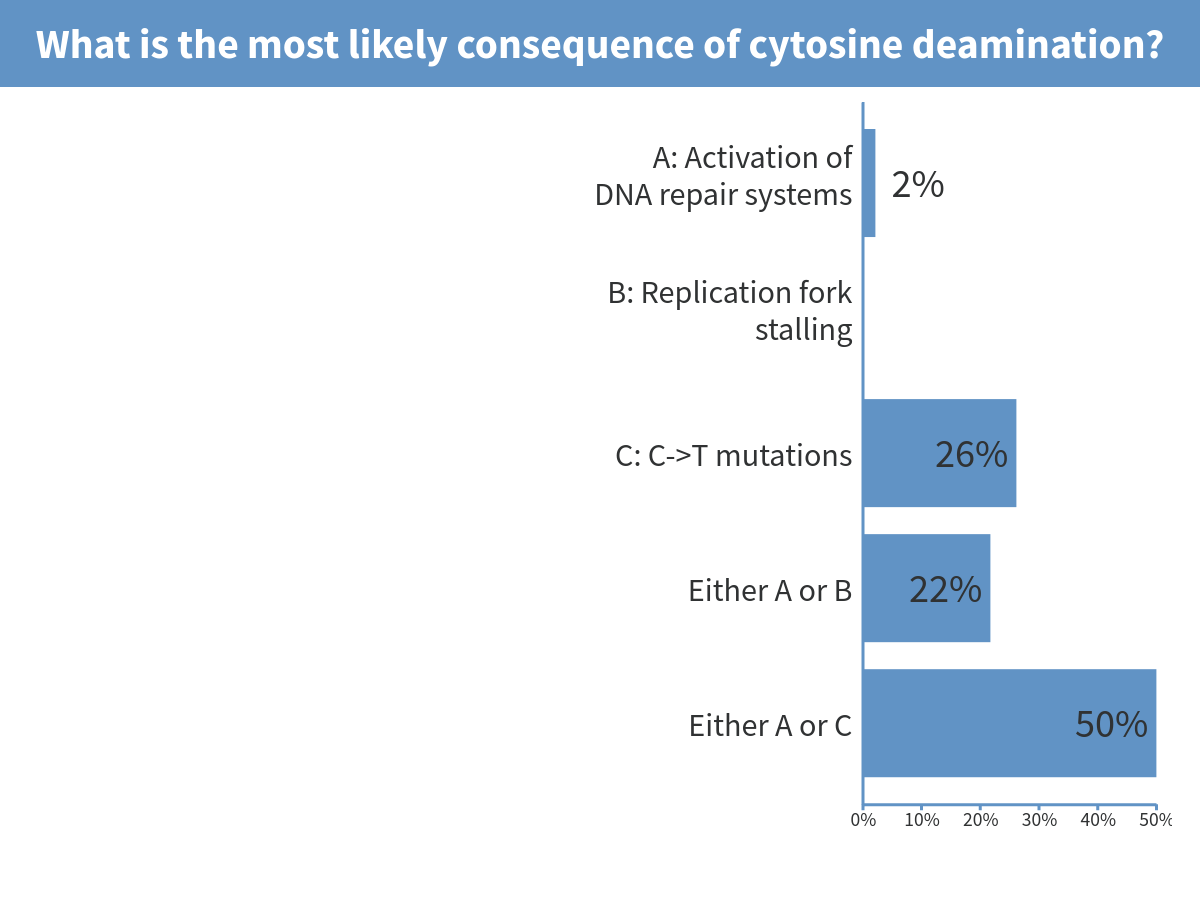 What is the most likely consequence of cytosine deamination?
A: Activation of
DNA repair systems
2%
B: Replication fork
stalling
C: C->T mutations
26%
Either A or B
22%
Either A or C
50%
0% 10% 20% 30% 40% 50%